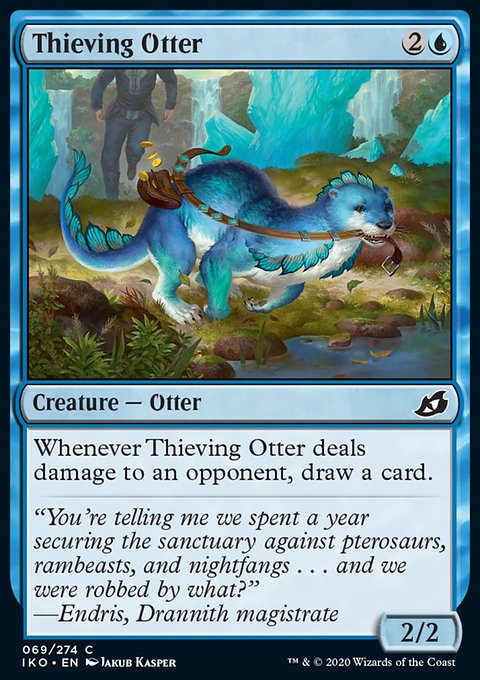 Thieving Otter 2
Creature — Otter
Whenever Thieving Otter deals
damage to an opponent, draw a card.
“You’re telling me we spent a year
securing the sanctuary against pterosaurs,
rambeasts, and nightfangs . . . and we
were robbed by what?”
—Endris, Drannith magistrate
2/2
069/274 C
IKO • EN Jakub Kasper
™ & © 2020 Wizards of the Coast